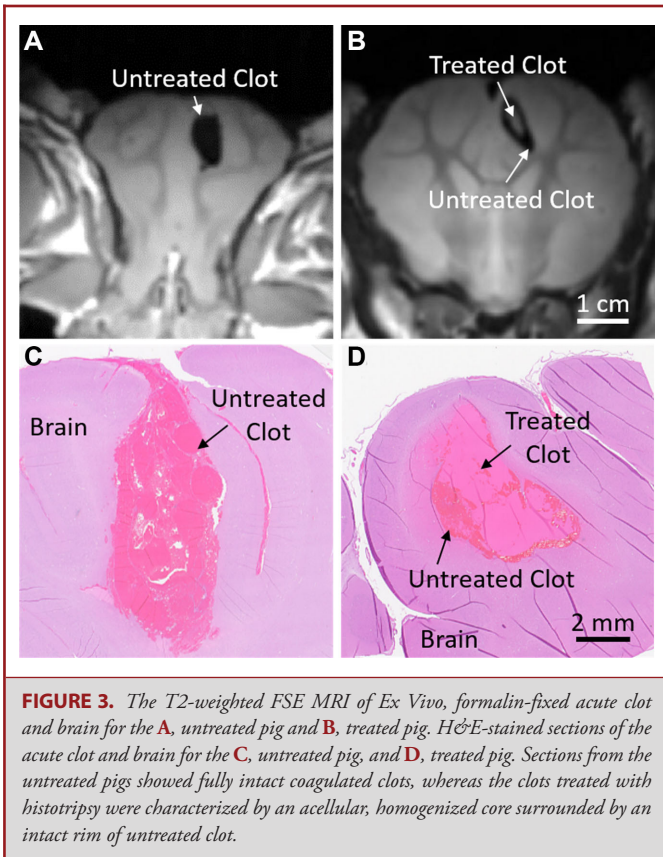 A
Untreated Clot
B
Treated Clot
Untreated Clot
1 cm
C
Untreated
Clot
Brain
D
Treated
Clot
Untreated Clot
2 mm
Brain
FIGURE 3. The T2-weighted FSE MRI of Ex Vivo, formalin-fixed acute clot
and brain for the A, untreated pig and B, treated pig. H&E-stained sections of the
acute clot and brain for the C, untreated pig, and D, treated pig. Sections from the
untreated pigs showed fully intact coagulated clots, whereas the clots treated with
histotripsy were characterized by an acellular, homogenized core surrounded by an
intact rim of untreated clot.